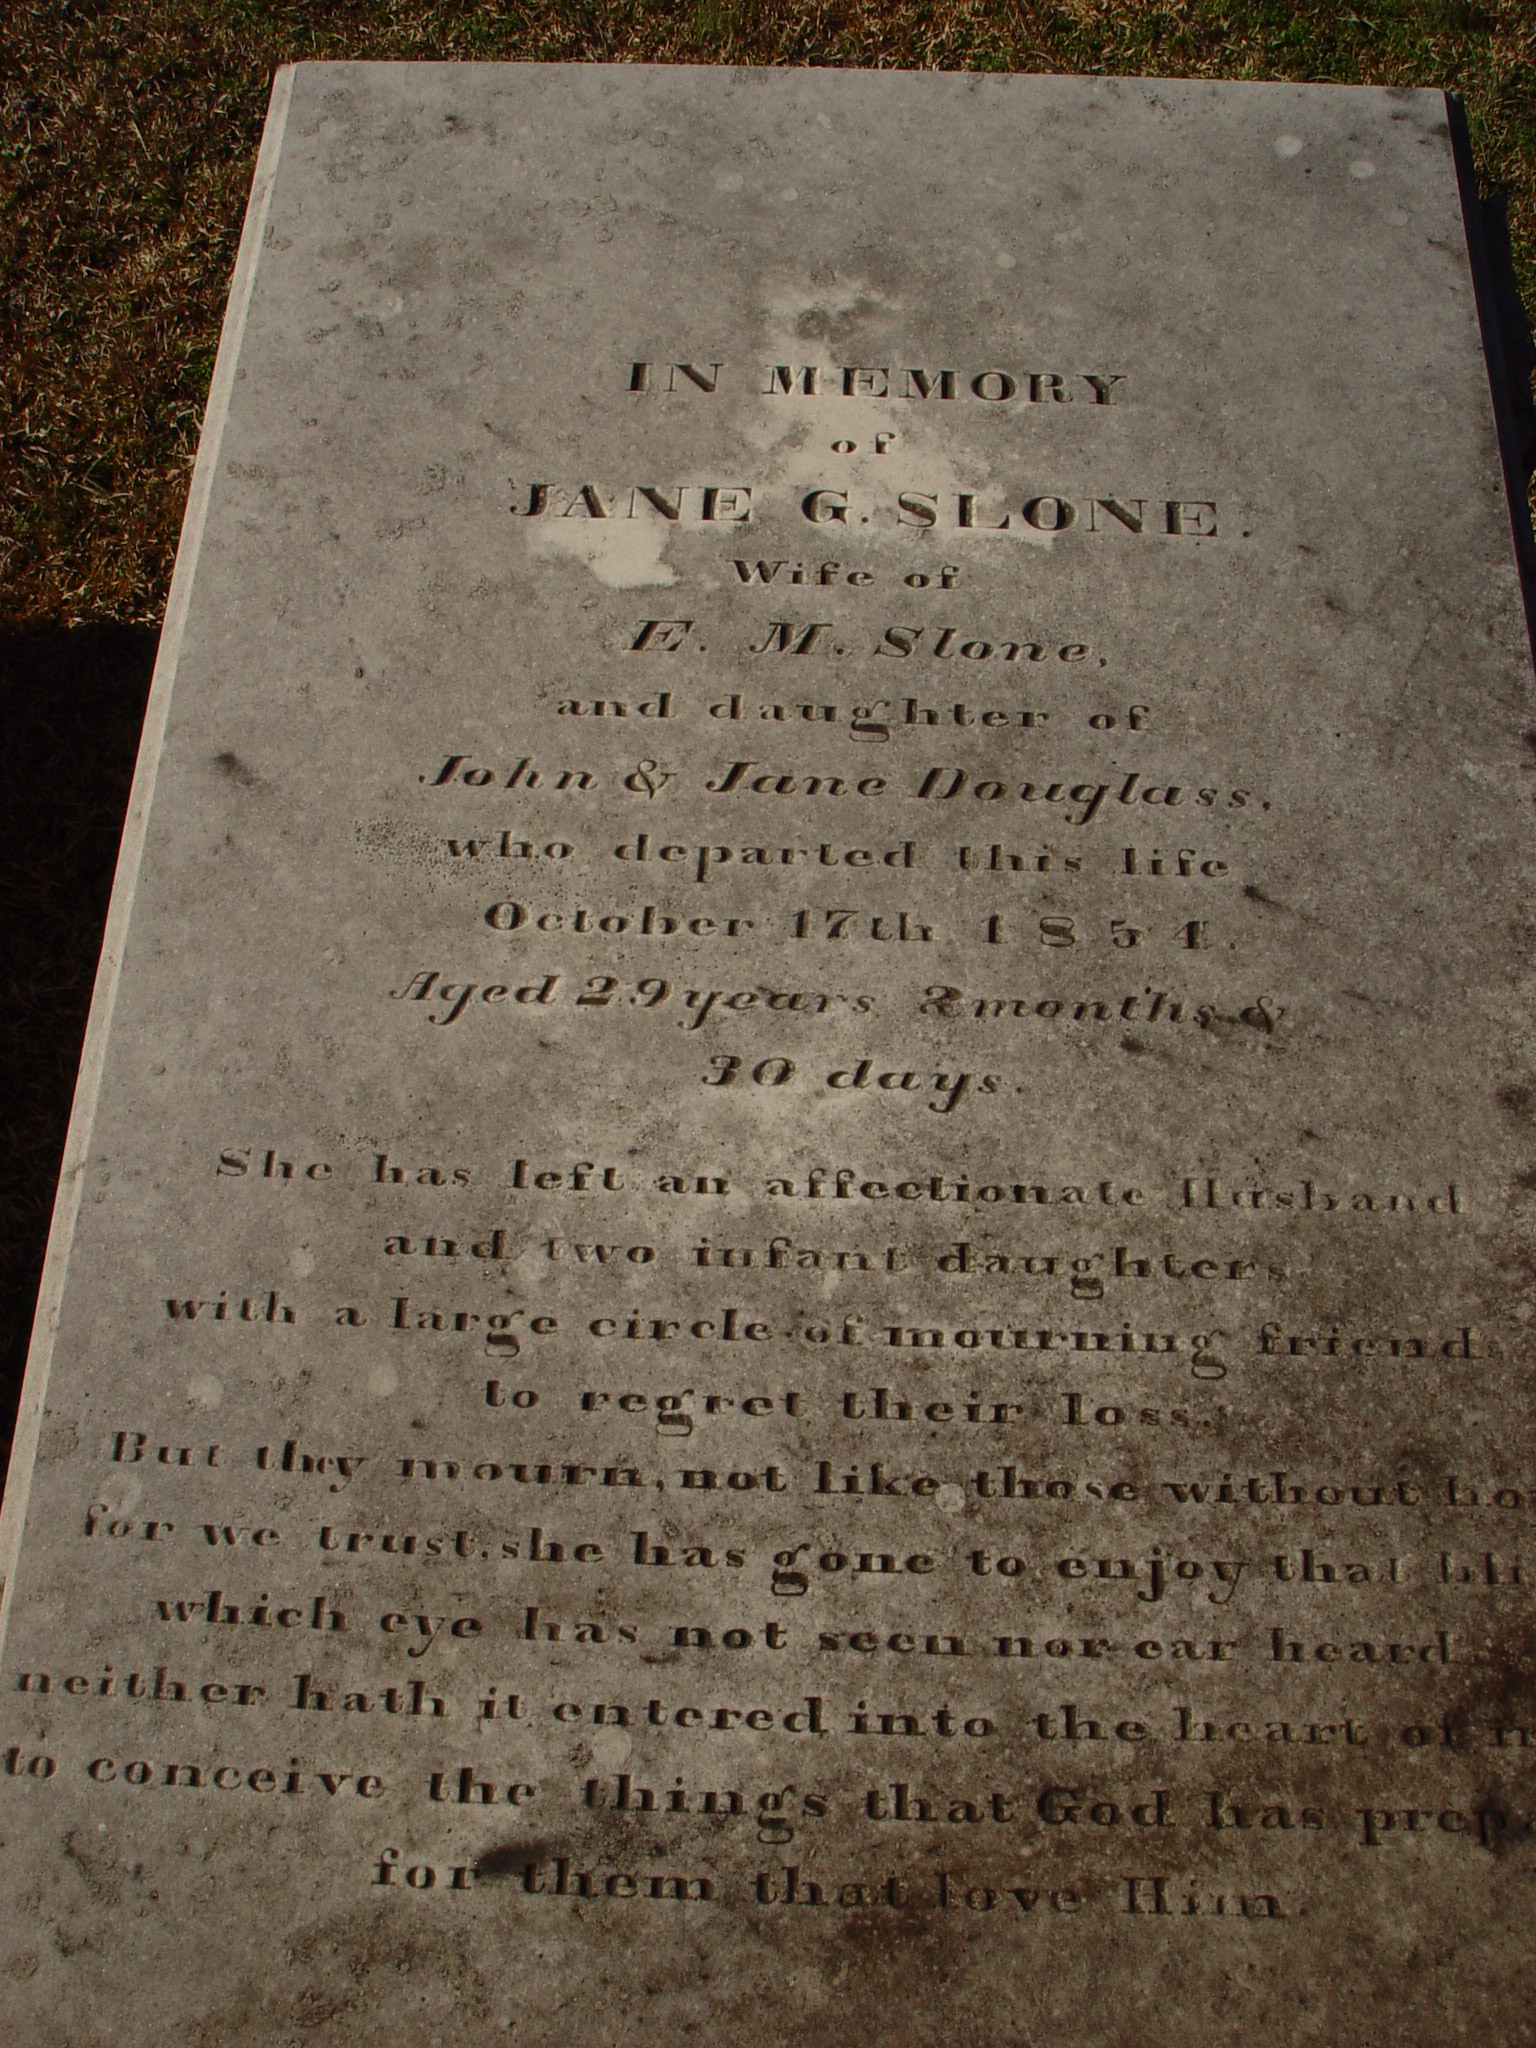 IN MEMORY
of
JANE G. SLONE.
Wife of
E. M. Slone,
and daughter of
John & Jane Douglass,
who departed this life
October 17th 1854.
Aged 29 years 2 months &
30 days.
She has left an affectionate Husband
and two infant daughters
with a large circle of mourning friends
to regret their loss.
But they mourn, not like those without
for we trust, she has gone to enjoy that
which eye has not seen nor ear heard
neither hath it entered into the heart of
to conceive the things that God has
for them that love Him.